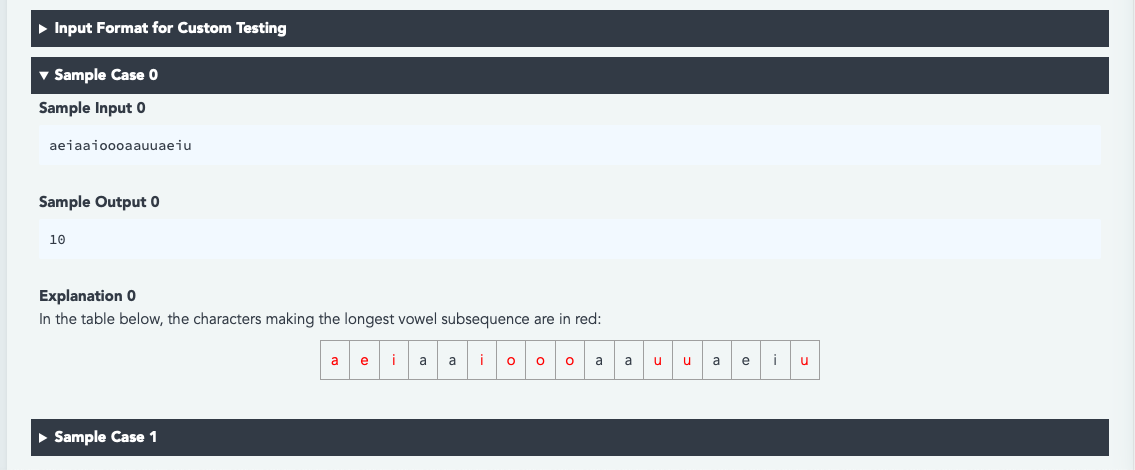 Input Format for Custom Testing
Sample Case 0
Sample Input 0
aeiaaioooaauuaeiu
Sample Output 0
10
Explanation 0
In the table below, the characters making the longest vowel subsequence are in red:
a e i a a i o o o a a u u a e i u
Sample Case 1